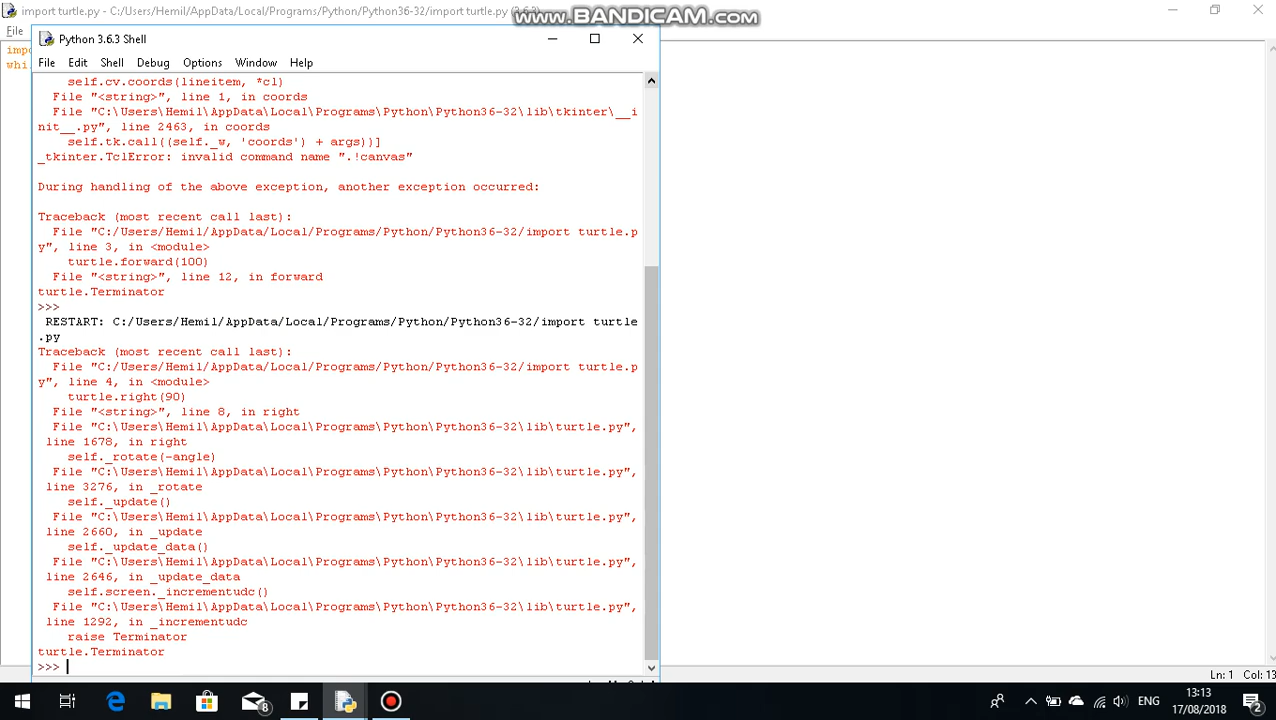 import turtle.py - C:/Users/Hemil/AppData/Local/Programs/Python/Python36-32/import turtle.py (3.6.3)
www.BANDICAM.com
File
Python 3.6.3 Shell
File Edit Shell Debug Options Window Help
impo
whi
self.cv.coords(lineitem, *cl)
File "<string>", line 1, in coords
File "C:\Users\Hemil\AppData\Local\Programs\Python\Python36-32\lib\tkinter\__i
nit__.py", line 2463, in coords
self.tk.call((self._w, 'coords') + args))]
_tkinter.TclError: invalid command name ".!canvas"
During handling of the above exception, another exception occurred:
Traceback (most recent call last):
File "C:/Users/Hemil/AppData/Local/Programs/Python/Python36-32/import turtle.p
y", line 3, in <module>
turtle.forward(100)
File "<string>", line 12, in forward
turtle.Terminator
>>>
RESTART: C:/Users/Hemil/AppData/Local/Programs/Python/Python36-32/import turtle
.py
Traceback (most recent call last):
File "C:/Users/Hemil/AppData/Local/Programs/Python/Python36-32/import turtle.p
y", line 4, in <module>
turtle.right(90)
File "<string>", line 8, in right
File "C:\Users\Hemil\AppData\Local\Programs\Python\Python36-32\lib\turtle.py",
line 1678, in right
self._rotate(-angle)
File "C:\Users\Hemil\AppData\Local\Programs\Python\Python36-32\lib\turtle.py",
line 3276, in _rotate
self._update()
File "C:\Users\Hemil\AppData\Local\Programs\Python\Python36-32\lib\turtle.py",
line 2660, in _update
self._update_data()
File "C:\Users\Hemil\AppData\Local\Programs\Python\Python36-32\lib\turtle.py",
line 2646, in _update_data
self.screen._incrementudc()
File "C:\Users\Hemil\AppData\Local\Programs\Python\Python36-32\lib\turtle.py",
line 1292, in _incrementudc
raise Terminator
turtle.Terminator
>>>
Ln: 1 Col: 13
8
ENG
13:13
17/08/2018
2